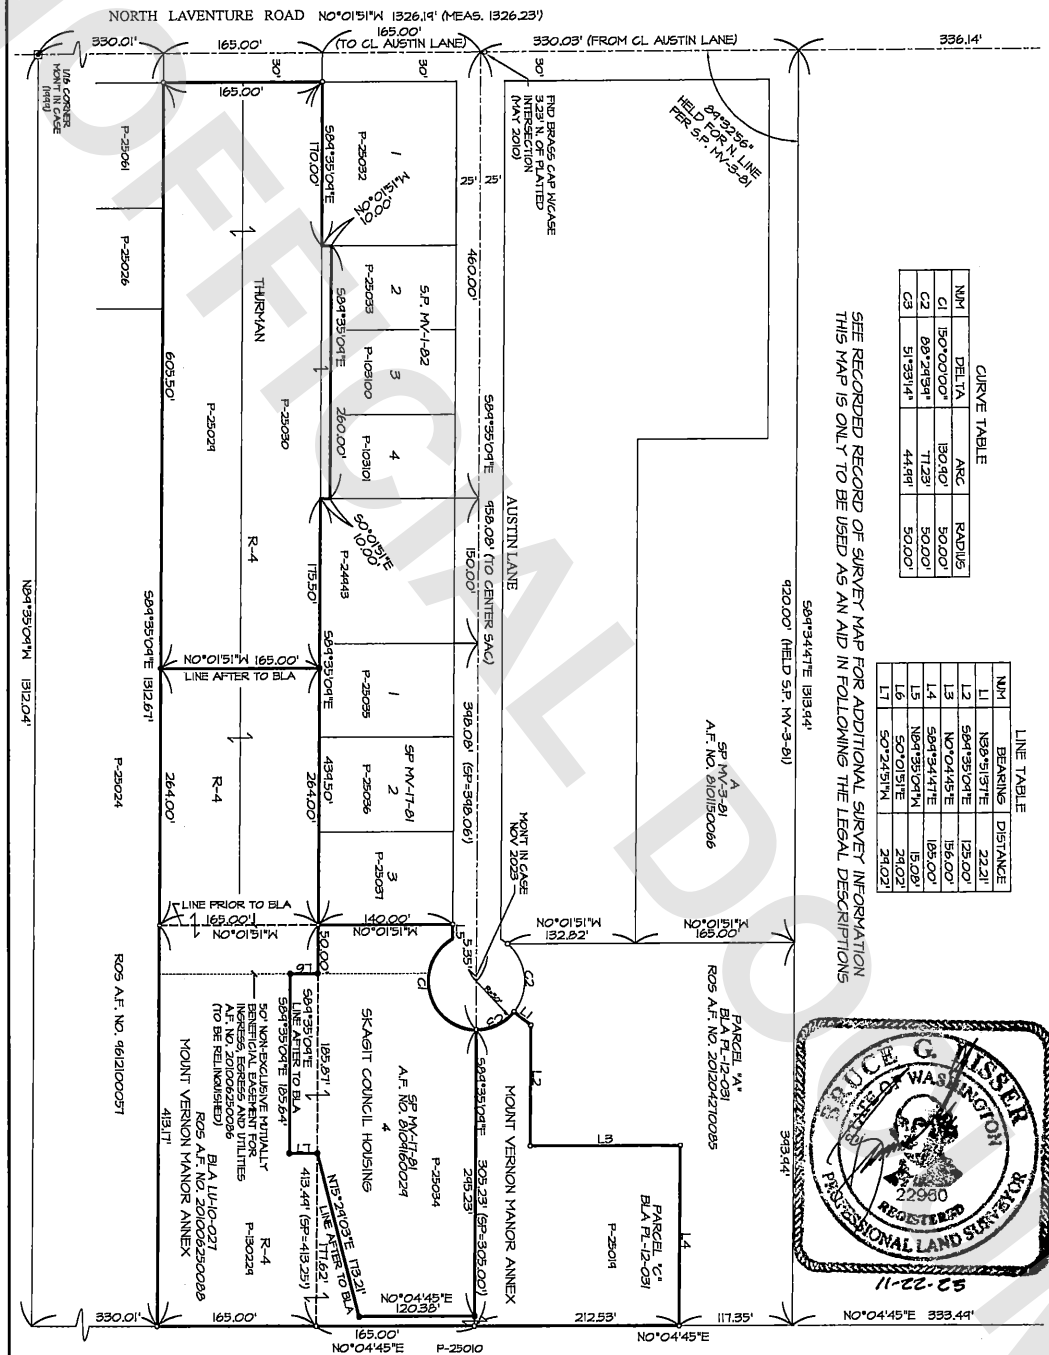 NORTH LAVENTURE ROAD N0°01'51"W 1326.19' (MEAS. 1326.23')
330.01'
165.00'
165.00'
(TO CL AUSTIN LANE)
330.03' (FROM CL AUSTIN LANE)
336.14'
1/16 CORNER
MONT IN CASE
(1999)
30'
30'
30'
165.00'
FND BRASS CAP W/CASE
3.23' N. OF PLATTED
INTERSECTION
(MAY 2010)
89°32'56"
HELD FOR N. LINE
PER S.P. MV-3-81
P-25061
P-25026
S89°35'09"E
170.00'
P-25032
1
N0°01'51"W
10.00'
25'
25'
460.00'
THURMAN
P-25033
2
S.P. MV-1-82
P-103100
3
P-103101
4
S89°35'09"E
260.00'
S0°01'51"E
10.00'
S89°35'09"E 958.08' (TO CENTER SAC)
150.00'
AUSTIN LANE
CURVE TABLE
NUM DELTA ARC RADIUS
C1 150°00'00" 130.90' 50.00'
C2 88°29'39" 77.23' 50.00'
C3 51°33'14" 44.99' 50.00'
SEE RECORDED RECORD OF SURVEY MAP FOR ADDITIONAL SURVEY INFORMATION
THIS MAP IS ONLY TO BE USED AS AN AID IN FOLLOWING THE LEGAL DESCRIPTIONS
LINE TABLE
NUM BEARING DISTANCE
L1 N38°51'37"E 22.21'
L2 S89°35'09"E 125.00'
L3 N0°04'45"E 156.00'
L4 S89°34'47"E 185.00'
L5 N89°35'09"W 15.08'
L6 S0°01'51"E 29.02'
L7 S0°24'51"W 29.02'
S89°34'47"E 1313.94'
920.00' (HELD S.P. MV-3-81)
605.50'
P-25029
P-25030
R-4
P-24943
175.50'
N89°35'09"W 1312.04'
S89°35'09"E 1312.67'
N0°01'51"W 165.00'
LINE AFTER TO BLA
S89°35'09"E
439.50'
P-25035
1
P-25036
2
SP MV-17-81
P-25037
3
398.08' (SP=398.06')
A
SP MV-3-81
A.F. NO. 8101150066
P-25024
264.00'
R-4
264.00'
MONT IN CASE
NOV 2023
LINE PRIOR TO BLA
165.00'
N0°01'51"W
140.00'
N0°01'51"W
L5
5.35'
N0°01'51"W
132.82'
N0°01'51"W
165.00'
50.00'
L6
C1
C2
C3
L1
L2
L3
L4
L7
ROS A.F. NO. 9612100057
50' NON-EXCLUSIVE MUTUALLY
BENEFICIAL EASEMENT FOR
INGRESS, EGRESS AND UTILITIES
A.F. NO. 201006250086
(TO BE RELINQUISHED)
S89°35'09"E 185.87'
LINE AFTER TO BLA
S89°35'09"E 185.64'
SKAGIT COUNCIL HOUSING
SP MV-17-81
A.F. NO. 8109160029
4
P-25034
S89°35'09"E
305.23' (SP=305.00')
295.23'
MOUNT VERNON MANOR ANNEX
PARCEL "A"
BLA PL-12-031
ROS A.F. NO. 201204270085
393.94'
PARCEL "C"
BLA PL-12-031
P-25019
MOUNT VERNON MANOR ANNEX
BLA LU-10-027
ROS A.F. NO. 201006250088
R-4
P-130029
413.17'
413.49' (SP=413.25')
177.62'
N75°29'03"E 173.21'
LINE AFTER TO BLA
N0°04'45"E
120.38'
330.01'
165.00'
165.00'
N0°04'45"E
P-25010
212.53'
N0°04'45"E
117.35'
N0°04'45"E 333.49'
BRUCE G. LISSER
STATE OF WASHINGTON
22960
REGISTERED
PROFESSIONAL LAND SURVEYOR
11-22-23